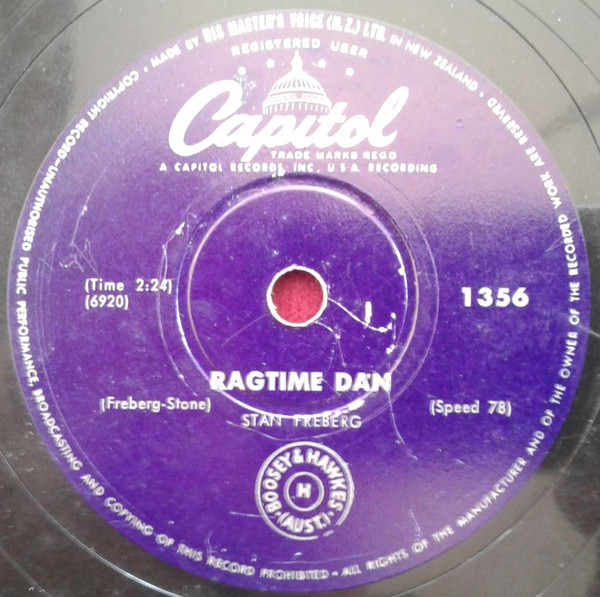 COPYRIGHT RECORD–UNAUTHORISED PUBLIC PERFORMANCE, BROADCASTING AND COPYING OF THIS RECORD PROHIBITED – ALL RIGHTS OF THE MANUFACTURER AND OF THE OWNER OF THE RECORDED WORK ARE RESERVED
• MADE BY HIS MASTER'S VOICE (N.Z.) LTD. IN NEW ZEALAND •
REGISTERED USER
Capitol
TRADE MARKS REGD
A CAPITOL RECORDS, INC., U.S.A. RECORDING
(Time 2:24)
(6920)
1356
RAGTIME DAN
(Freberg-Stone)
(Speed 78)
STAN FREBERG
BOOSEY & HAWKES
H
(AUST.)